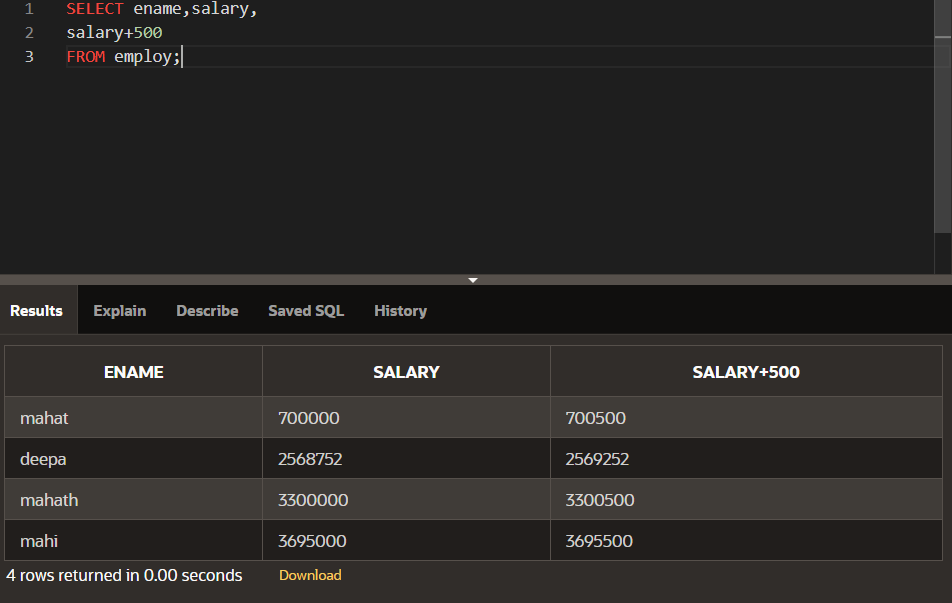 1 SELECT ename,salary,
2 salary+500
3 FROM employ;
Results Explain Describe Saved SQL History
ENAME SALARY SALARY+500
mahat 700000 700500
deepa 2568752 2569252
mahath 3300000 3300500
mahi 3695000 3695500
4 rows returned in 0.00 seconds Download